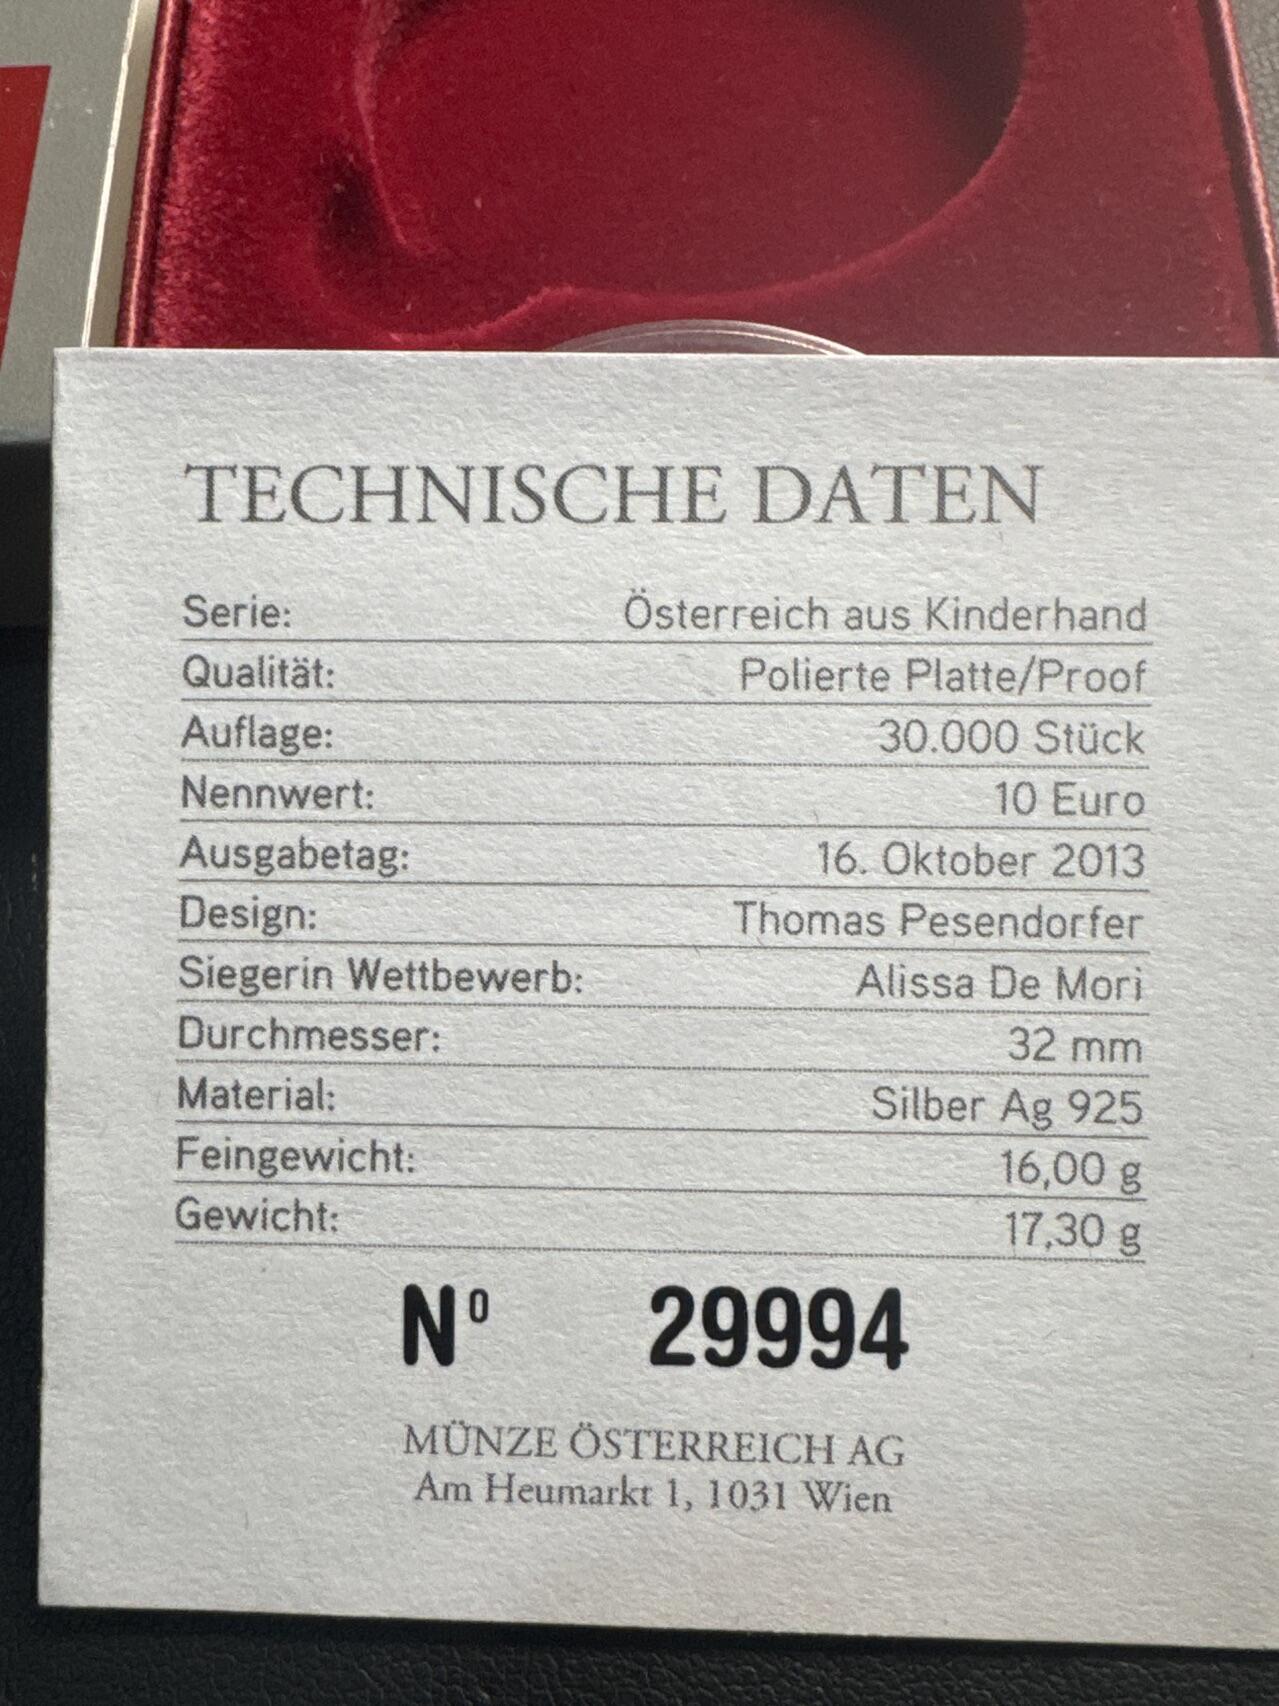 TECHNISCHE DATEN
Serie: Österreich aus Kinderhand
Qualität: Polierte Platte/Proof
Auflage: 30.000 Stück
Nennwert: 10 Euro
Ausgabetag: 16. Oktober 2013
Design: Thomas Pesendorfer
Siegerin Wettbewerb: Alissa De Mori
Durchmesser: 32 mm
Material: Silber Ag 925
Feingewicht: 16,00 g
Gewicht: 17,30 g
Nº 29994
MÜNZE ÖSTERREICH AG
Am Heumarkt 1, 1031 Wien